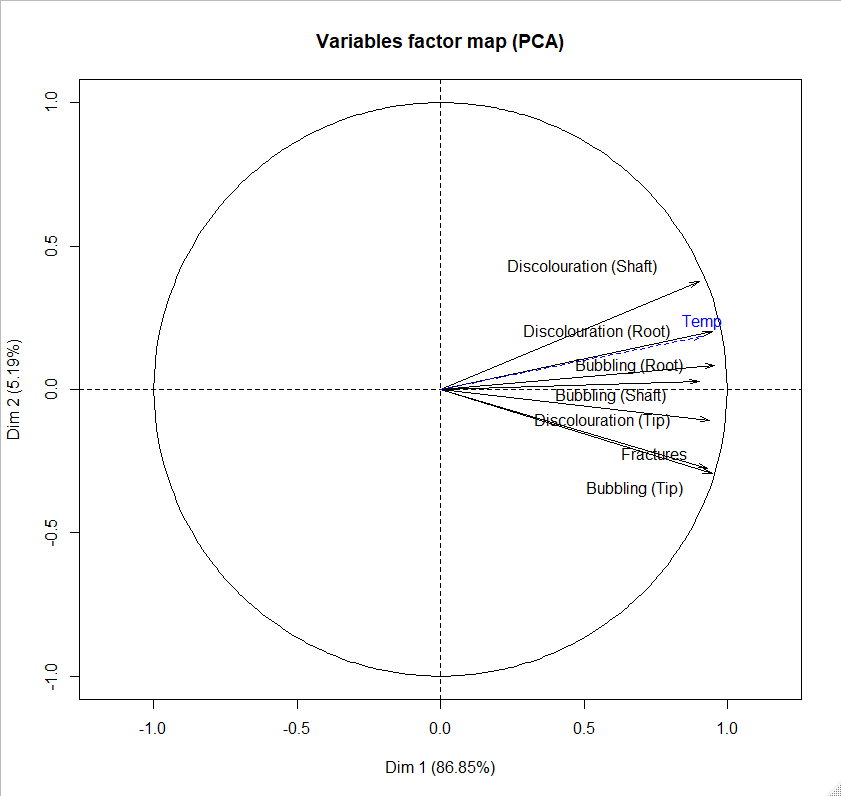 Variables factor map (PCA)
1.0
0.5
0.0
-0.5
-1.0
Dim 2 (5.19%)
Discolouration (Shaft)
Temp
Discolouration (Root)
Bubbling (Root)
Bubbling (Shaft)
Discolouration (Tip)
Fractures
Bubbling (Tip)
-1.0 -0.5 0.0 0.5 1.0
Dim 1 (86.85%)